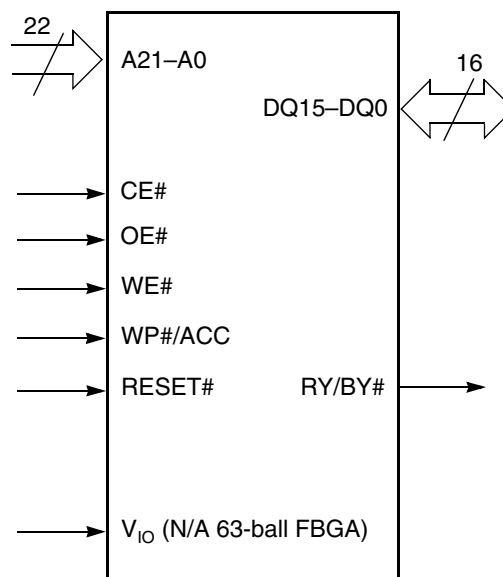 22
A21–A0
16
DQ15–DQ0
CE#
OE#
WE#
WP#/ACC
RESET#
RY/BY#
VIO (N/A 63-ball FBGA)